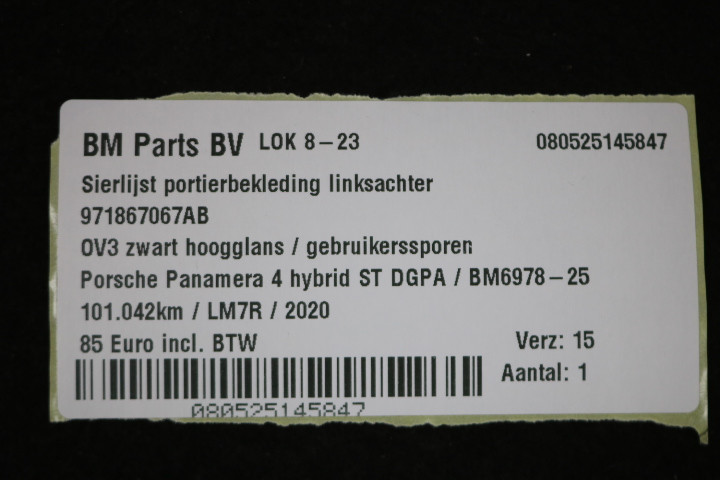 BM Parts BV LOK 8-23 080525145847
Sierlijst portierbekleding linksachter
971867067AB
OV3 zwart hoogglans / gebruikerssporen
Porsche Panamera 4 hybrid ST DGPA / BM6978-25
101.042km / LM7R / 2020
85 Euro incl. BTW Verz: 15
Aantal: 1
080525145847